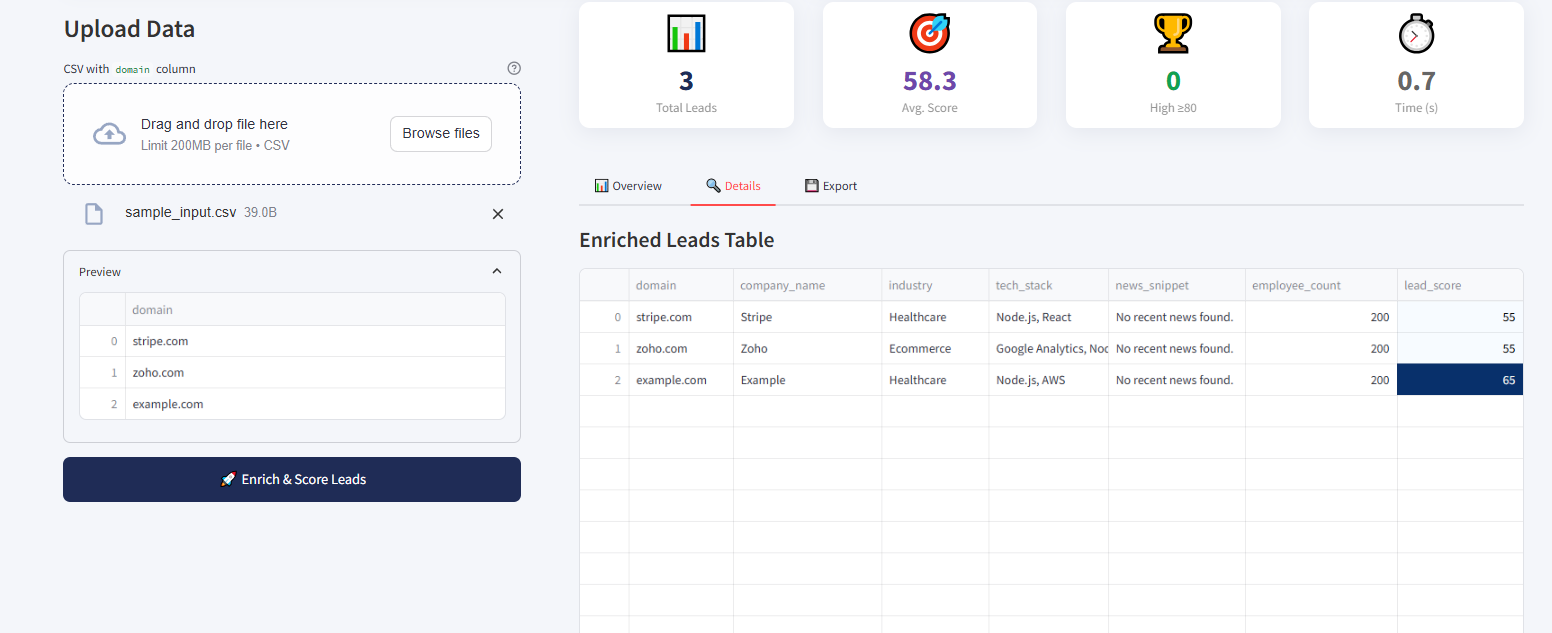 Upload Data
CSV with domain column
Drag and drop file here
Limit 200MB per file • CSV
Browse files
sample_input.csv 39.0B
Preview
domain
0 stripe.com
1 zoho.com
2 example.com
🚀 Enrich & Score Leads
3
Total Leads
58.3
Avg. Score
0
High ≥80
0.7
Time (s)
Overview
Details
Export
Enriched Leads Table
domain company_name industry tech_stack news_snippet employee_count lead_score
0 stripe.com Stripe Healthcare Node.js, React No recent news found. 200 55
1 zoho.com Zoho Ecommerce Google Analytics, Noc No recent news found. 200 55
2 example.com Example Healthcare Node.js, AWS No recent news found. 200 65